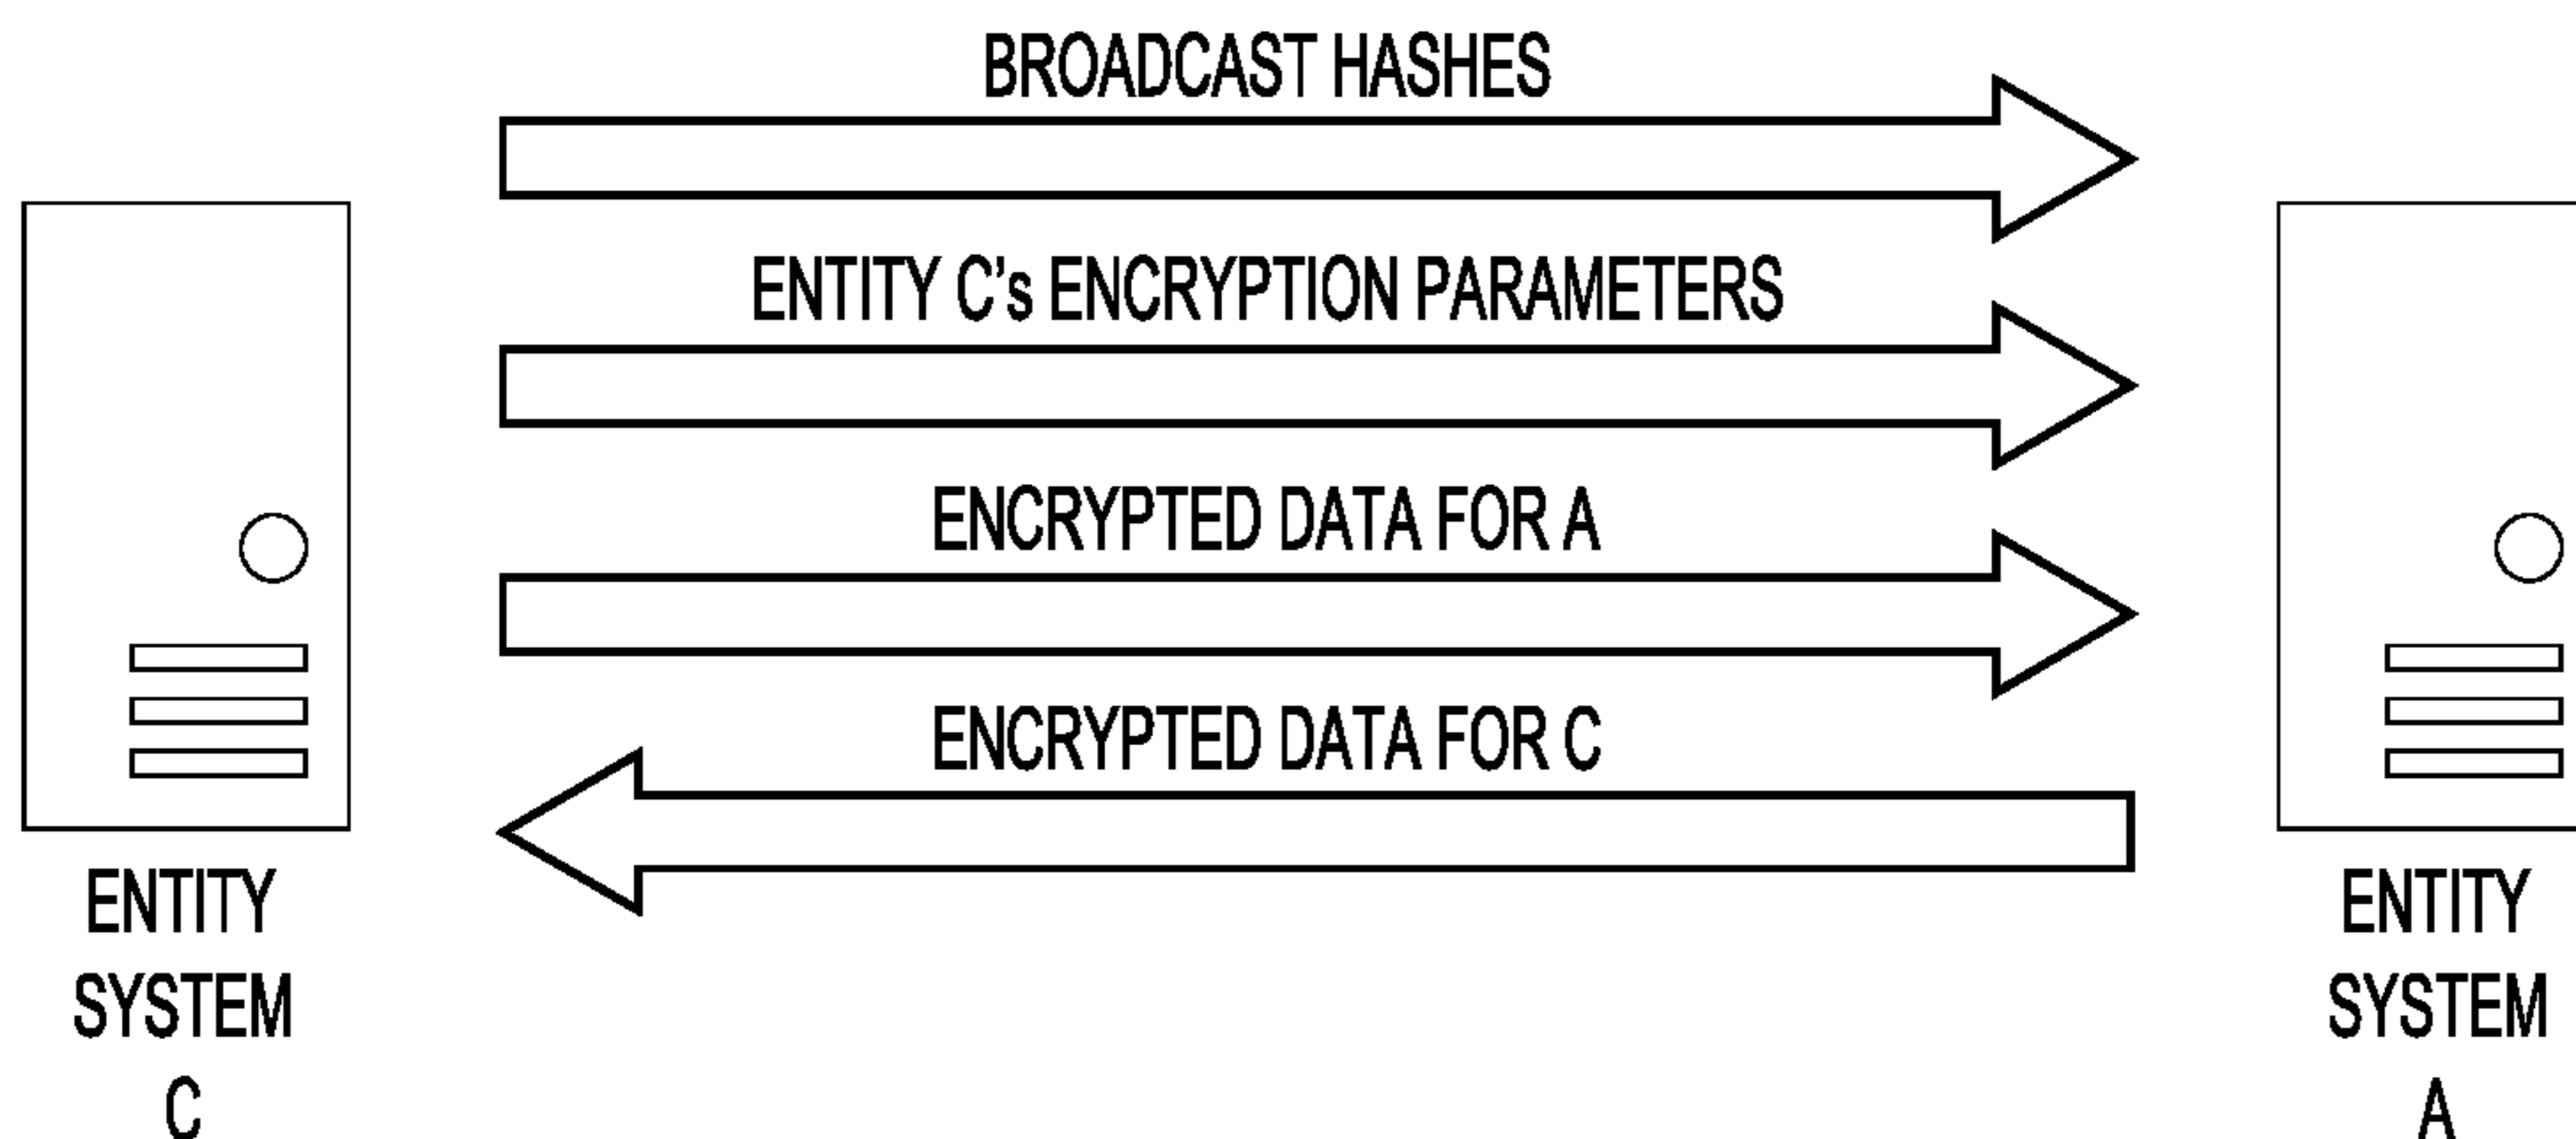 BROADCAST HASHES
ENTITY C's ENCRYPTION PARAMETERS
ENCRYPTED DATA FOR A
ENCRYPTED DATA FOR C
ENTITY
SYSTEM
C
ENTITY
SYSTEM
A